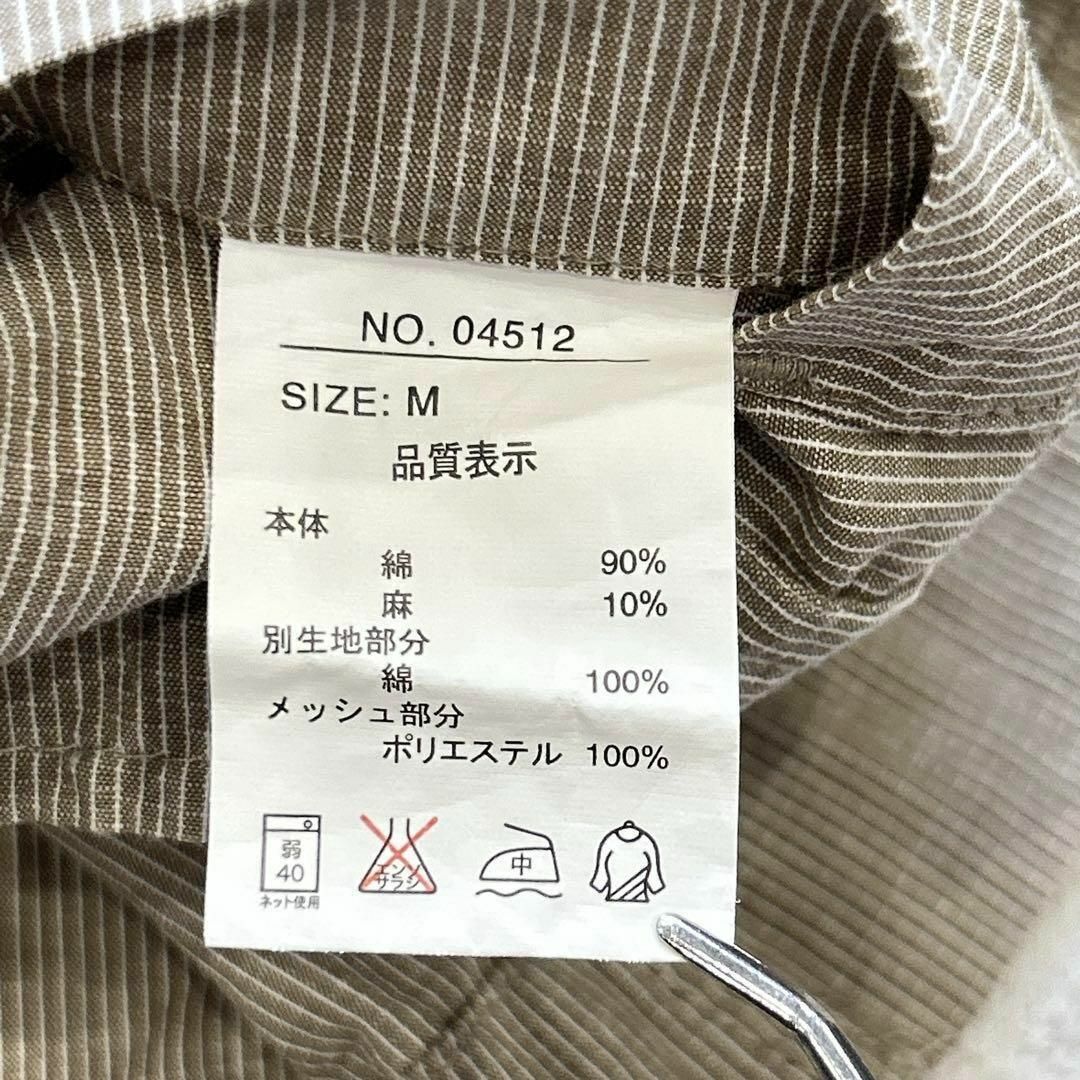 NO. 04512
SIZE: M
品質表示
本体
綿 90%
麻 10%
別生地部分
綿 100%
メッシュ部分
ポリエステル 100%
弱
40
ネット使用
エンソ
サラシ
中